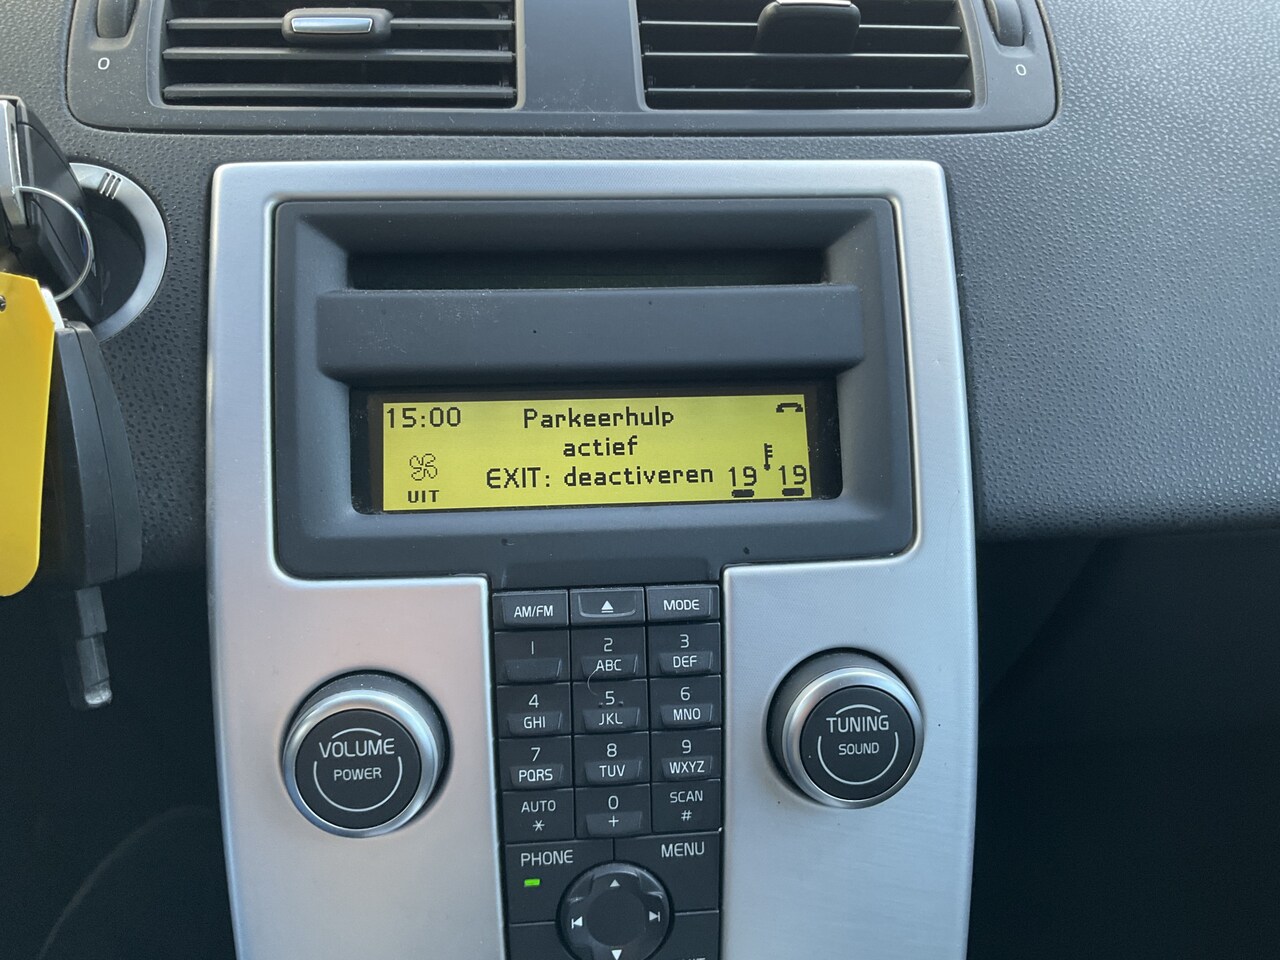 0
0
15:00 Parkeerhulp
actief
EXIT: deactiveren 19 19
UIT
AM/FM MODE
1 2 3
ABC DEF
4 5 6
GHI JKL MNO
7 8 9
PQRS TUV WXYZ
AUTO 0 SCAN
* + #
VOLUME
POWER
TUNING
SOUND
PHONE MENU